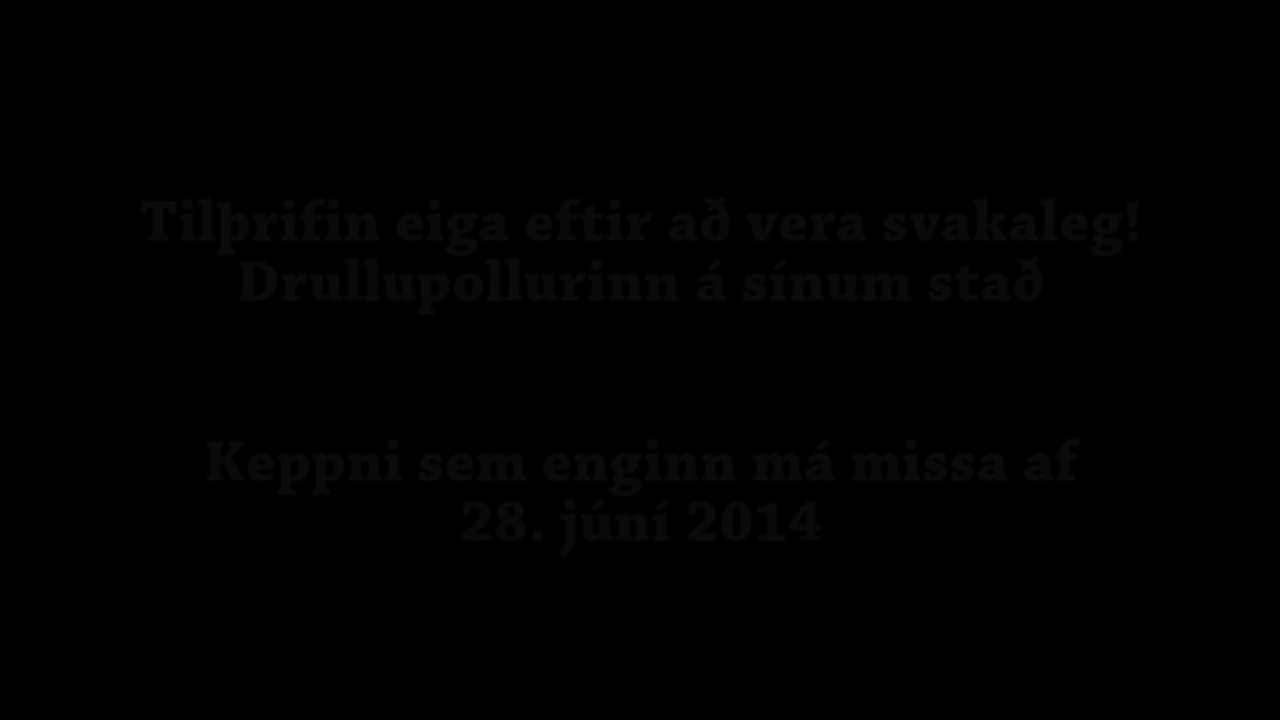 Tilþrifin eiga eftir að vera svakaleg!
Drullupollurinn á sínum stað
Keppni sem enginn má missa af
28. júní 2014